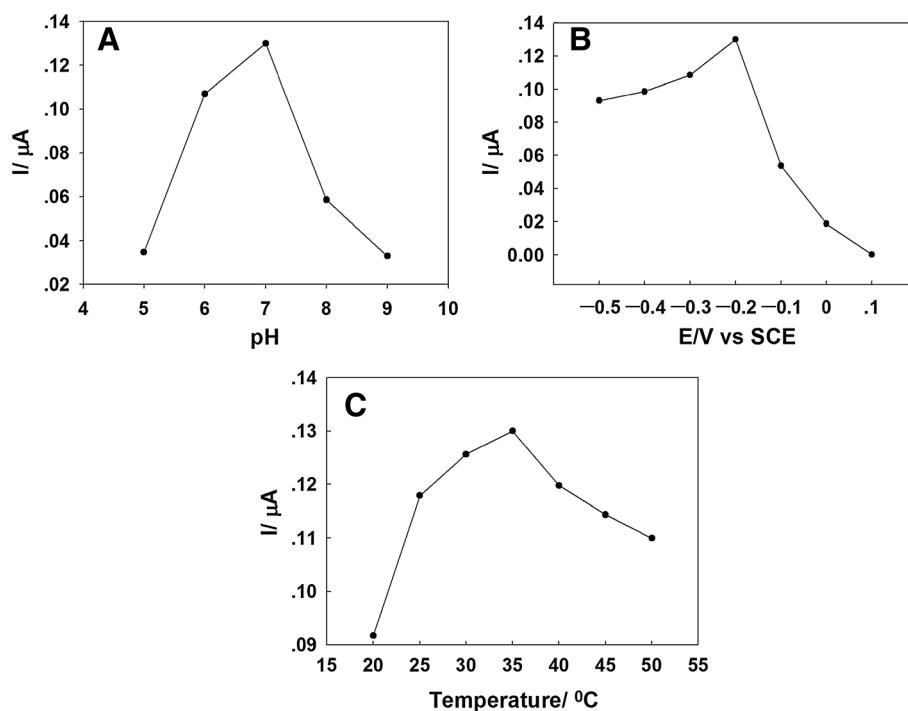 A
.14
.12
.10
.08
.06
.04
.02
I/ µA
4 5 6 7 8 9 10
pH
B
.14
.12
.10
.08
.06
.04
.02
0.00
I/ µA
−0.5 −0.4 −0.3 −0.2 −0.1 0 .1
E/V vs SCE
C
.14
.13
.12
.11
.10
.09
I/ µA
15 20 25 30 35 40 45 50 55
Temperature/ ⁰C